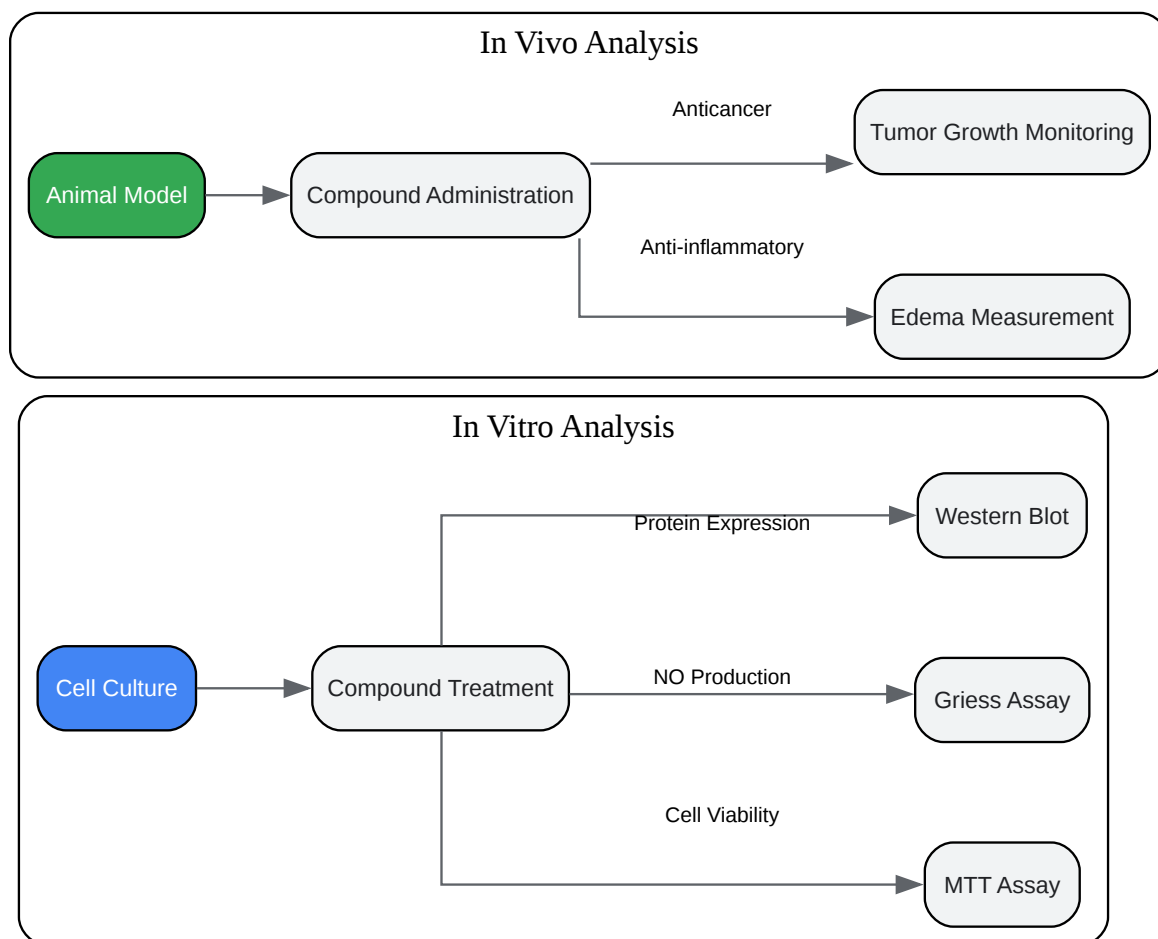 In Vivo Analysis
Anticancer
Tumor Growth Monitoring
Animal Model
Compound Administration
Anti-inflammatory
Edema Measurement
In Vitro Analysis
Protein Expression
Western Blot
Cell Culture
Compound Treatment
NO Production
Griess Assay
Cell Viability
MTT Assay